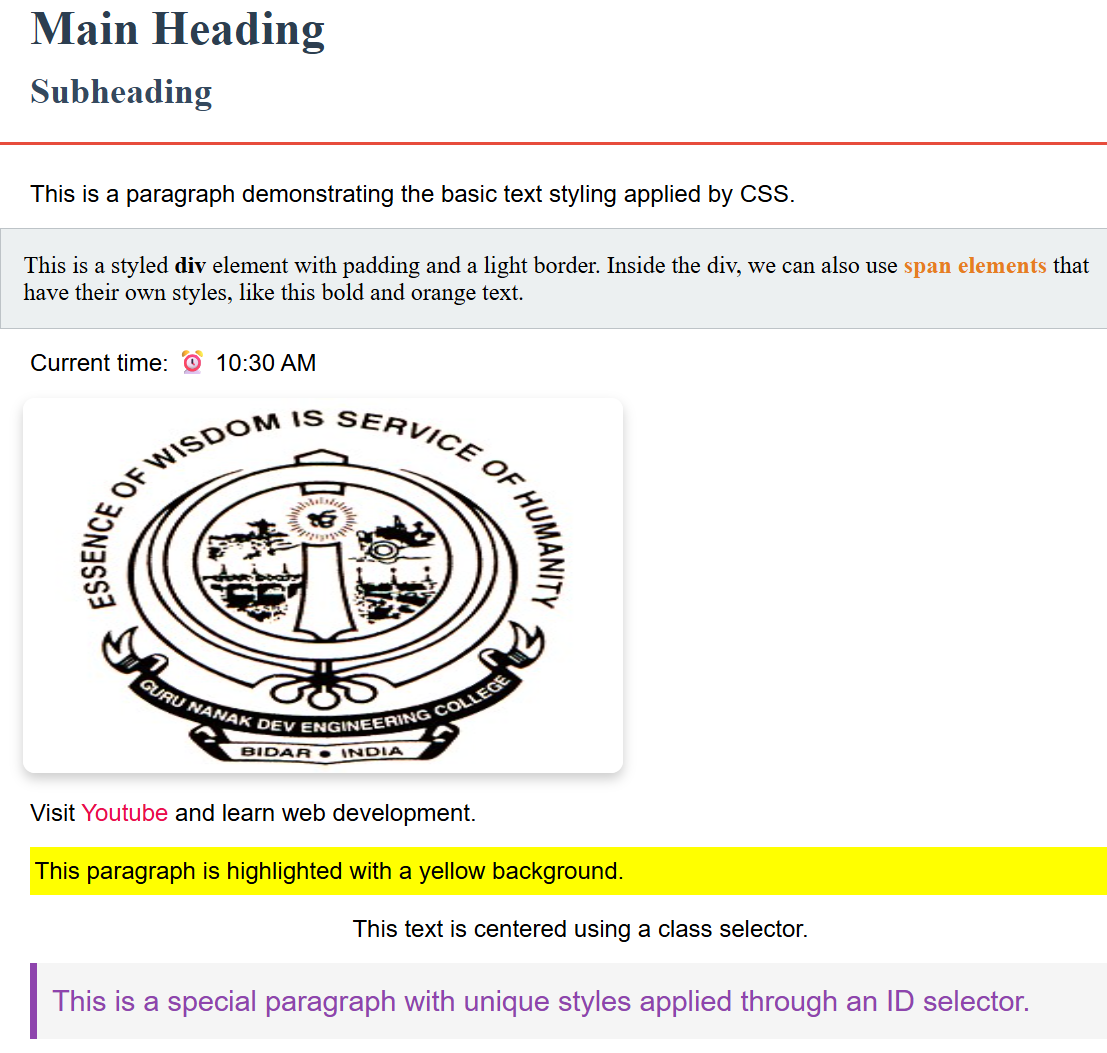 Main Heading
Subheading
This is a paragraph demonstrating the basic text styling applied by CSS.
This is a styled div element with padding and a light border. Inside the div, we can also use span elements that
have their own styles, like this bold and orange text.
Current time: ⏰ 10:30 AM
ESSENCE OF WISDOM IS SERVICE OF HUMANITY
GURU NANAK DEV ENGINEERING COLLEGE
BIDAR • INDIA
Visit Youtube and learn web development.
This paragraph is highlighted with a yellow background.
This text is centered using a class selector.
This is a special paragraph with unique styles applied through an ID selector.